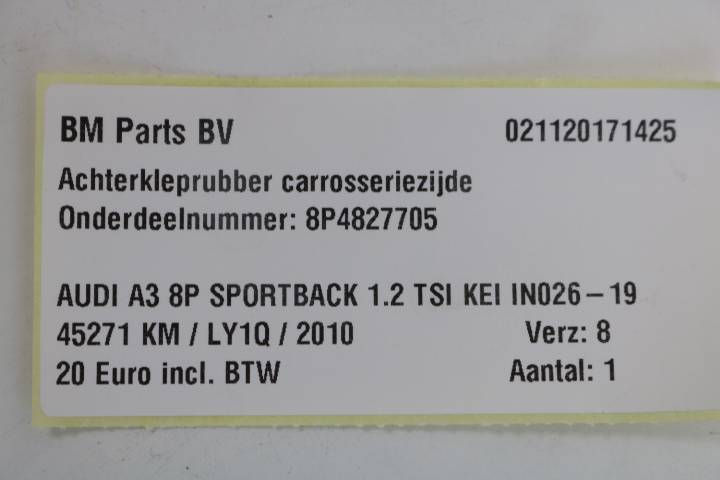 BM Parts BV 021120171425
Achterkleprubber carrosseriezijde
Onderdeelnummer: 8P4827705
AUDI A3 8P SPORTBACK 1.2 TSI KEI IN026-19
45271 KM / LY1Q / 2010 Verz: 8
20 Euro incl. BTW Aantal: 1